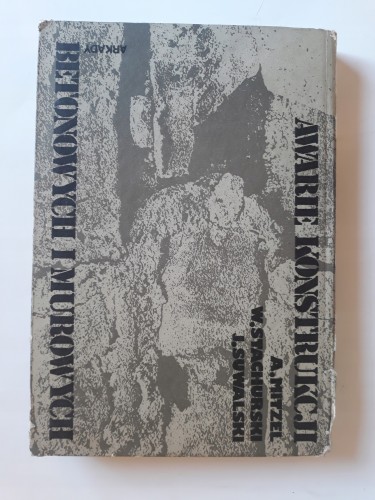 AWARIE KONSTRUKCJI
A.MITZEL
W.STACHURSKI
J.SUWALSKI
ARKADY
BETONOWYCH I MUROWYCH